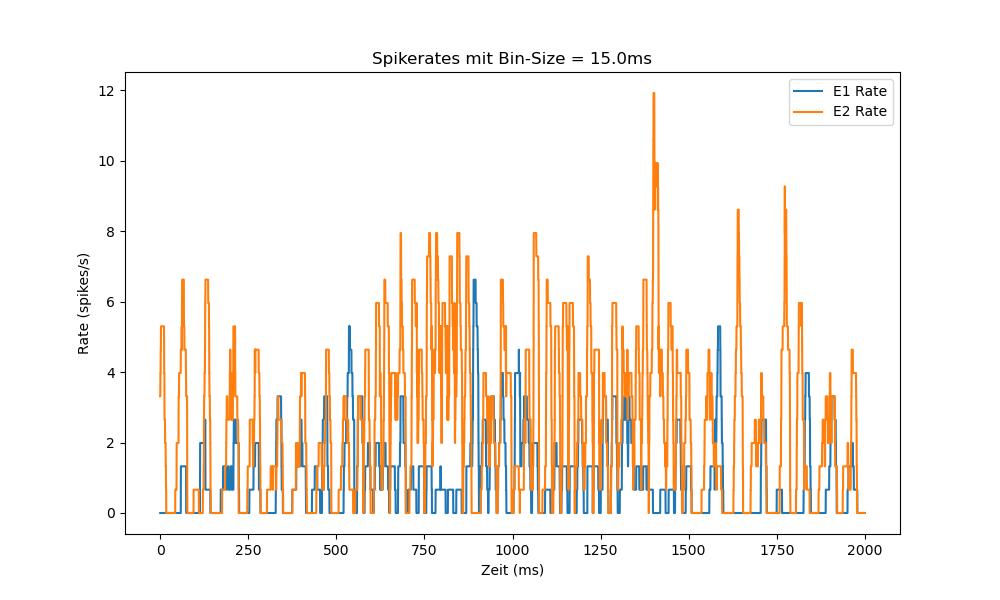 Spikerates mit Bin-Size = 15.0ms
E1 Rate
E2 Rate
Rate (spikes/s)
12
10
8
6
4
2
0
0 250 500 750 1000 1250 1500 1750 2000
Zeit (ms)